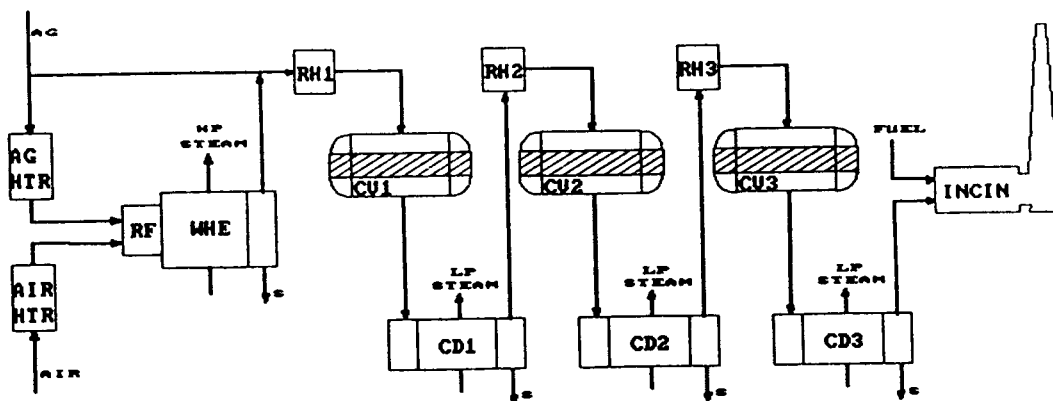 AG
RH1
RH2
RH3
HP
STEAM
FUEL
AG
HTR
CV1
CV2
CV3
INCIN
RF
WHE
AIR
HTR
S
LP
STEAM
LP
STEAM
LP
STEAM
CD1
CD2
CD3
AIR
S
S
S